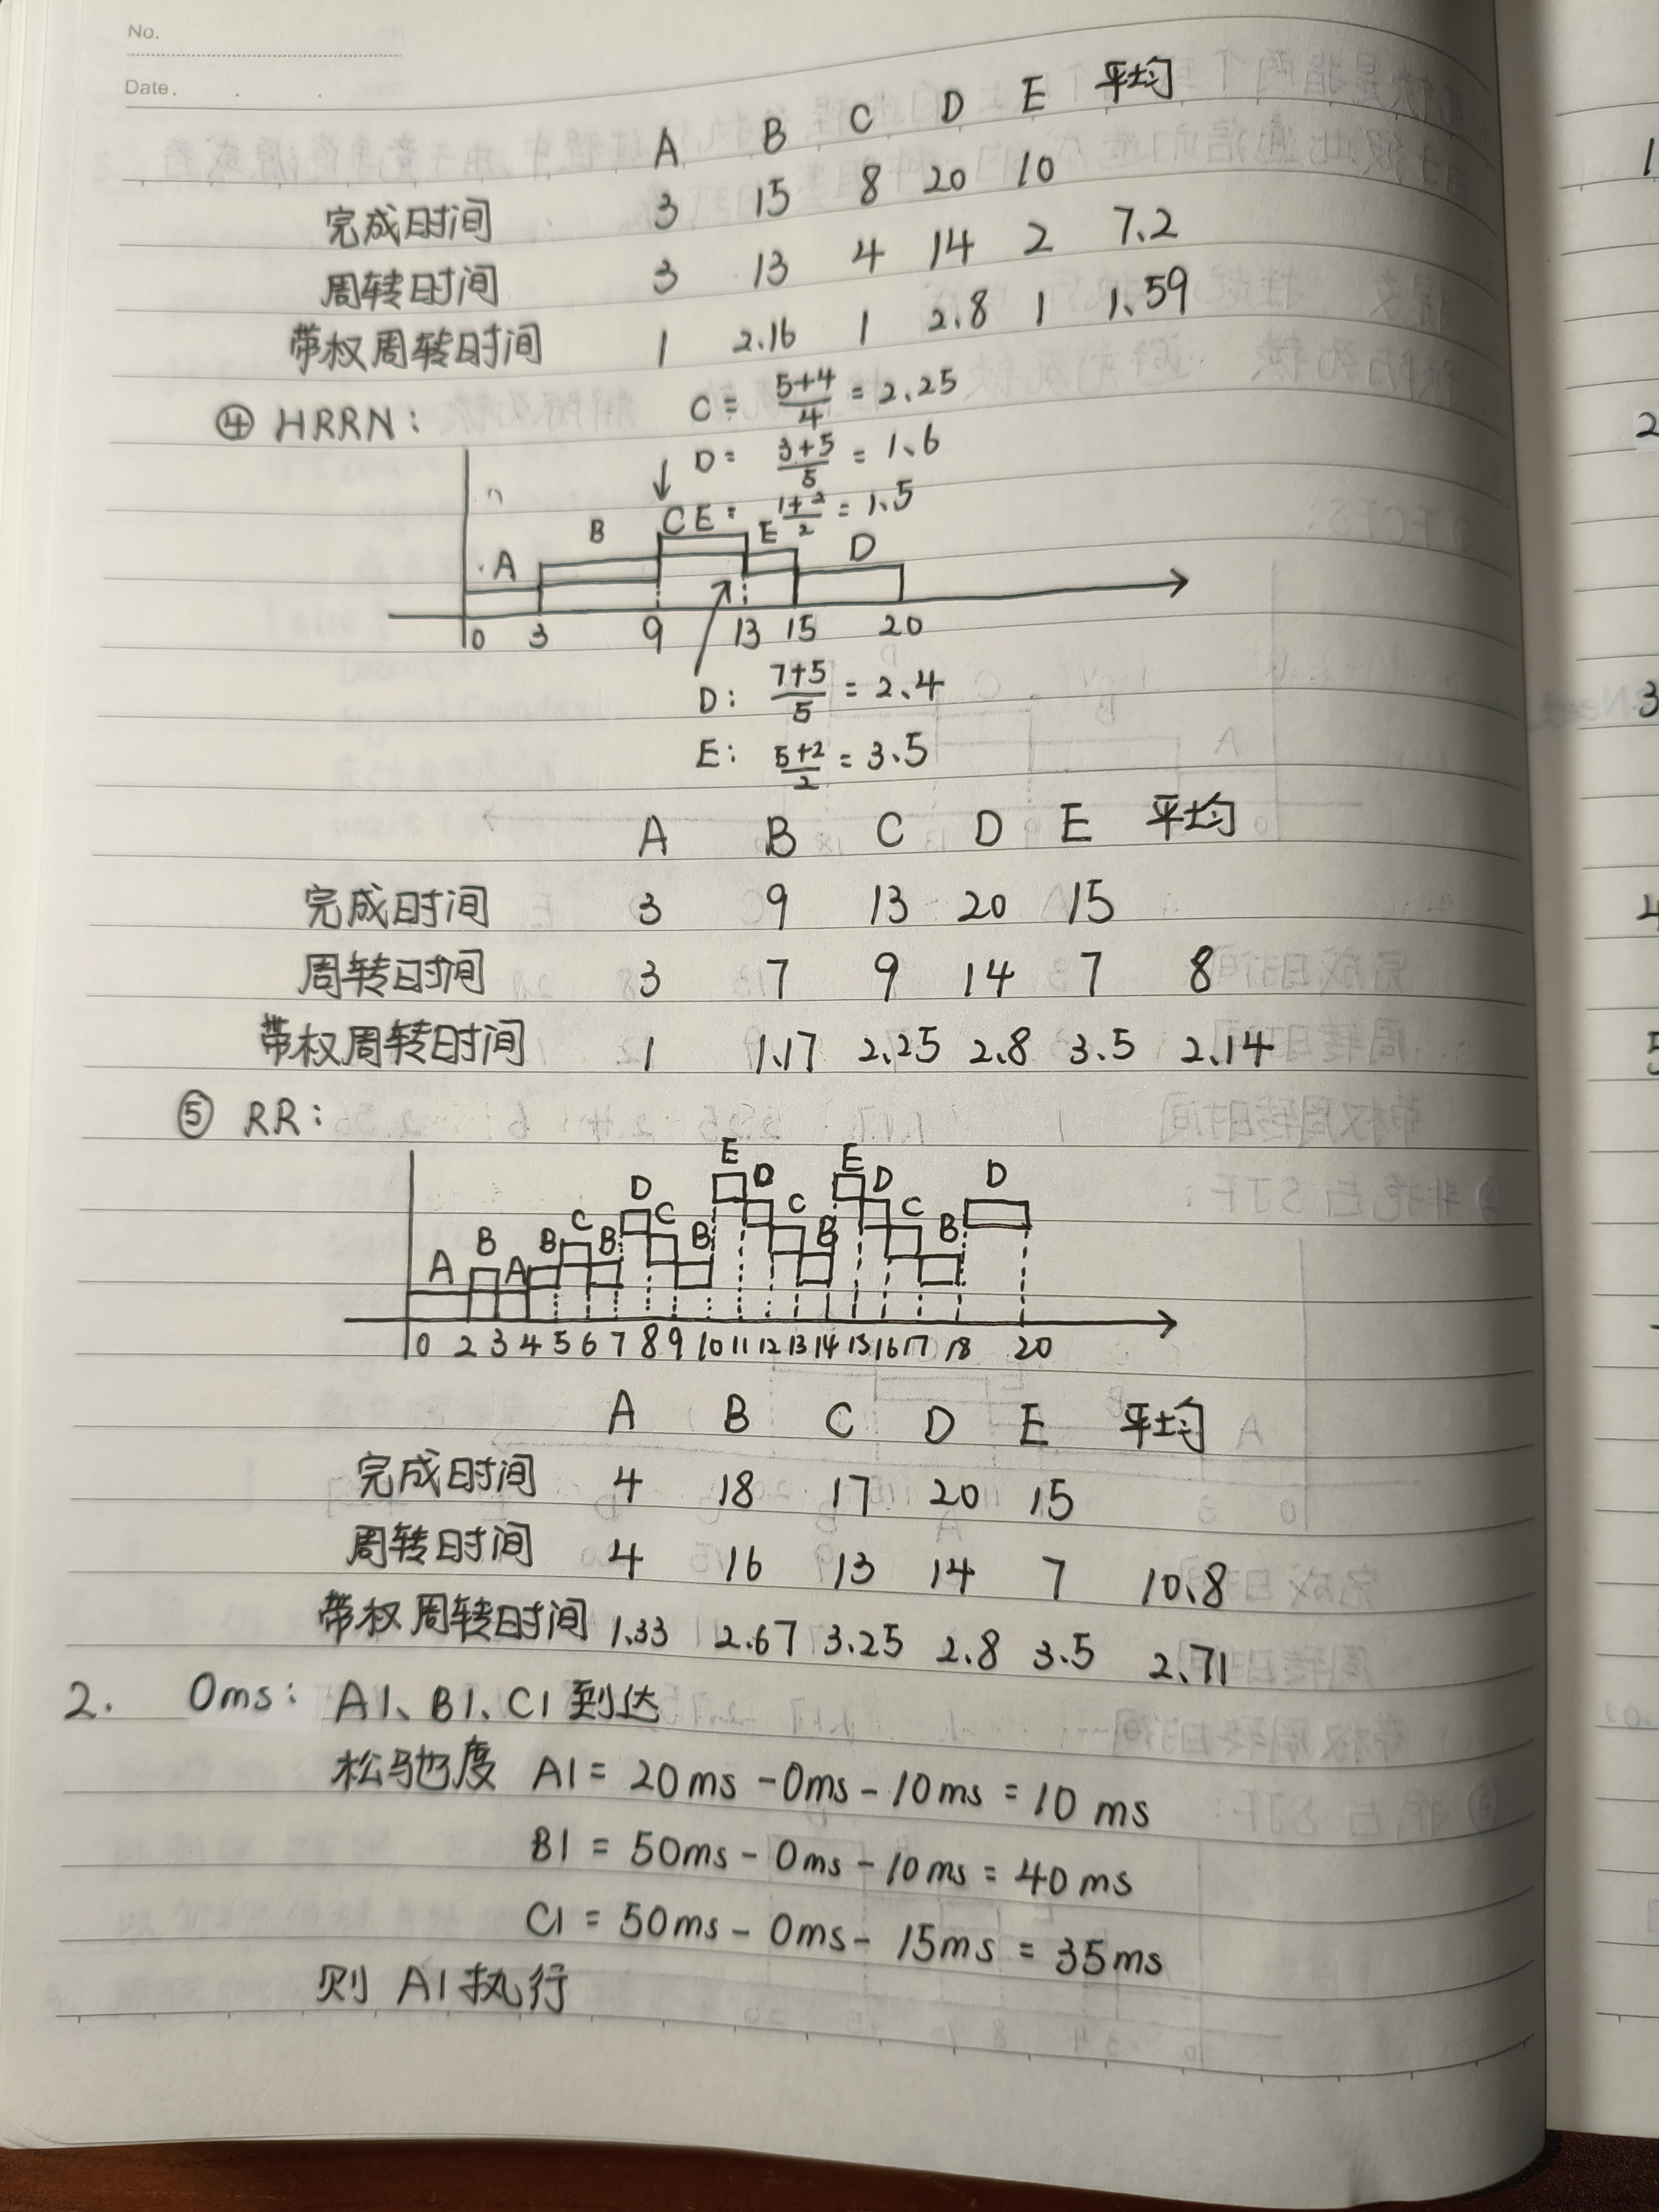 No.
Date.
A B C D E 平均
完成时间 3 15 8 20 10
周转时间 3 13 4 14 2 7.2
带权周转时间 1 2.16 1 2.8 1 1.59
④ HRRN:
C = 5+4/4 = 2.25
D = 3+5/5 = 1.6
E = 1+2/2 = 1.5
A B C E D
0 3 9 13 15 20
D: 7+5/5 = 2.4
E: 5+2/2 = 3.5
A B C D E 平均
完成时间 3 9 13 20 15
周转时间 3 7 9 14 7 8
带权周转时间 1 1.17 2.25 2.8 3.5 2.14
⑤ RR:
A B A B C B D C B E D C B E D C B D
0 2 3 4 5 6 7 8 9 10 11 12 13 14 15 16 17 18 20
A B C D E 平均
完成时间 4 18 17 20 15
周转时间 4 16 13 14 7 10.8
带权周转时间 1.33 2.67 3.25 2.8 3.5 2.71
2. 0ms: A1、B1、C1 到达
松驰度 A1 = 20ms - 0ms - 10ms = 10 ms
B1 = 50ms - 0ms - 10ms = 40 ms
C1 = 50ms - 0ms - 15ms = 35ms
则 A1 执行
1
2
3
4
5